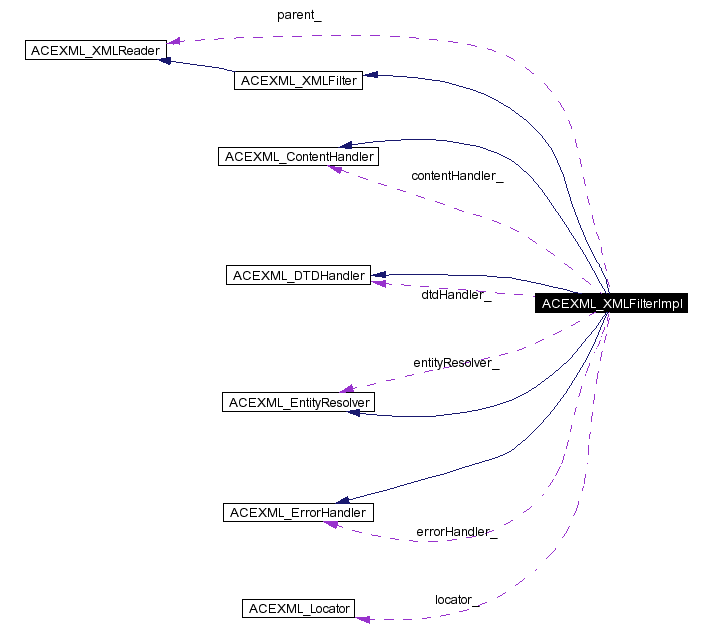 parent_
ACEXML_XMLReader
ACEXML_XMLFilter
ACEXML_ContentHandler
contentHandler_
ACEXML_DTDHandler
dtdHandler_
ACEXML_XMLFilterImpl
entityResolver_
ACEXML_EntityResolver
ACEXML_ErrorHandler
errorHandler_
locator_
ACEXML_Locator